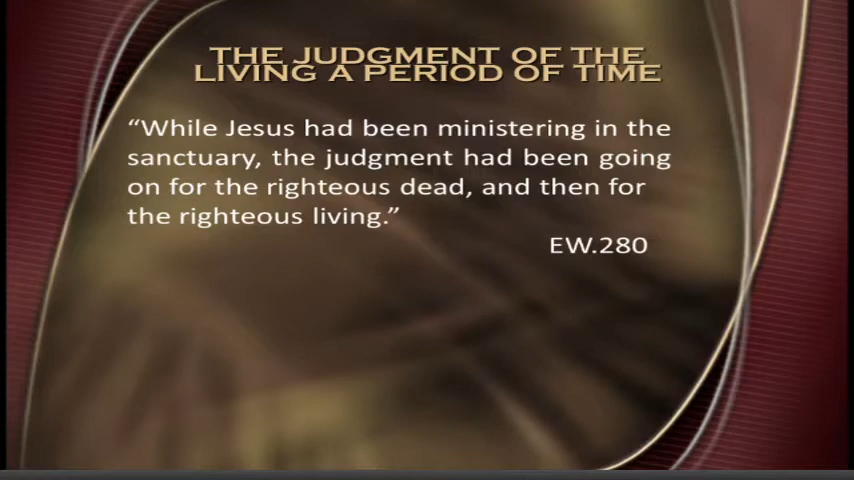 THE JUDGMENT OF THE
LIVING A PERIOD OF TIME
“While Jesus had been ministering in the
sanctuary, the judgment had been going
on for the righteous dead, and then for
the righteous living.”
EW.280